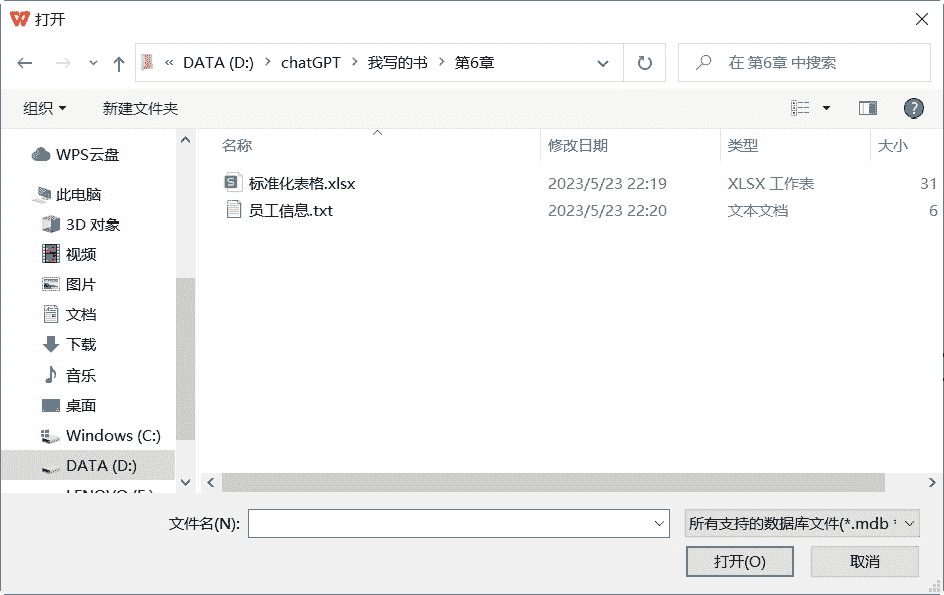 打开
« DATA (D:) > chatGPT > 我写的书 > 第6章
在 第6章 中搜索
组织
新建文件夹
WPS云盘
此电脑
3D 对象
视频
图片
文档
下载
音乐
桌面
Windows (C:)
DATA (D:)
名称 修改日期 类型 大小
标准化表格.xlsx 2023/5/23 22:19 XLSX 工作表 31
员工信息.txt 2023/5/23 22:20 文本文档 6
文件名(N):
所有支持的数据库文件(*.mdb
打开(O)
取消